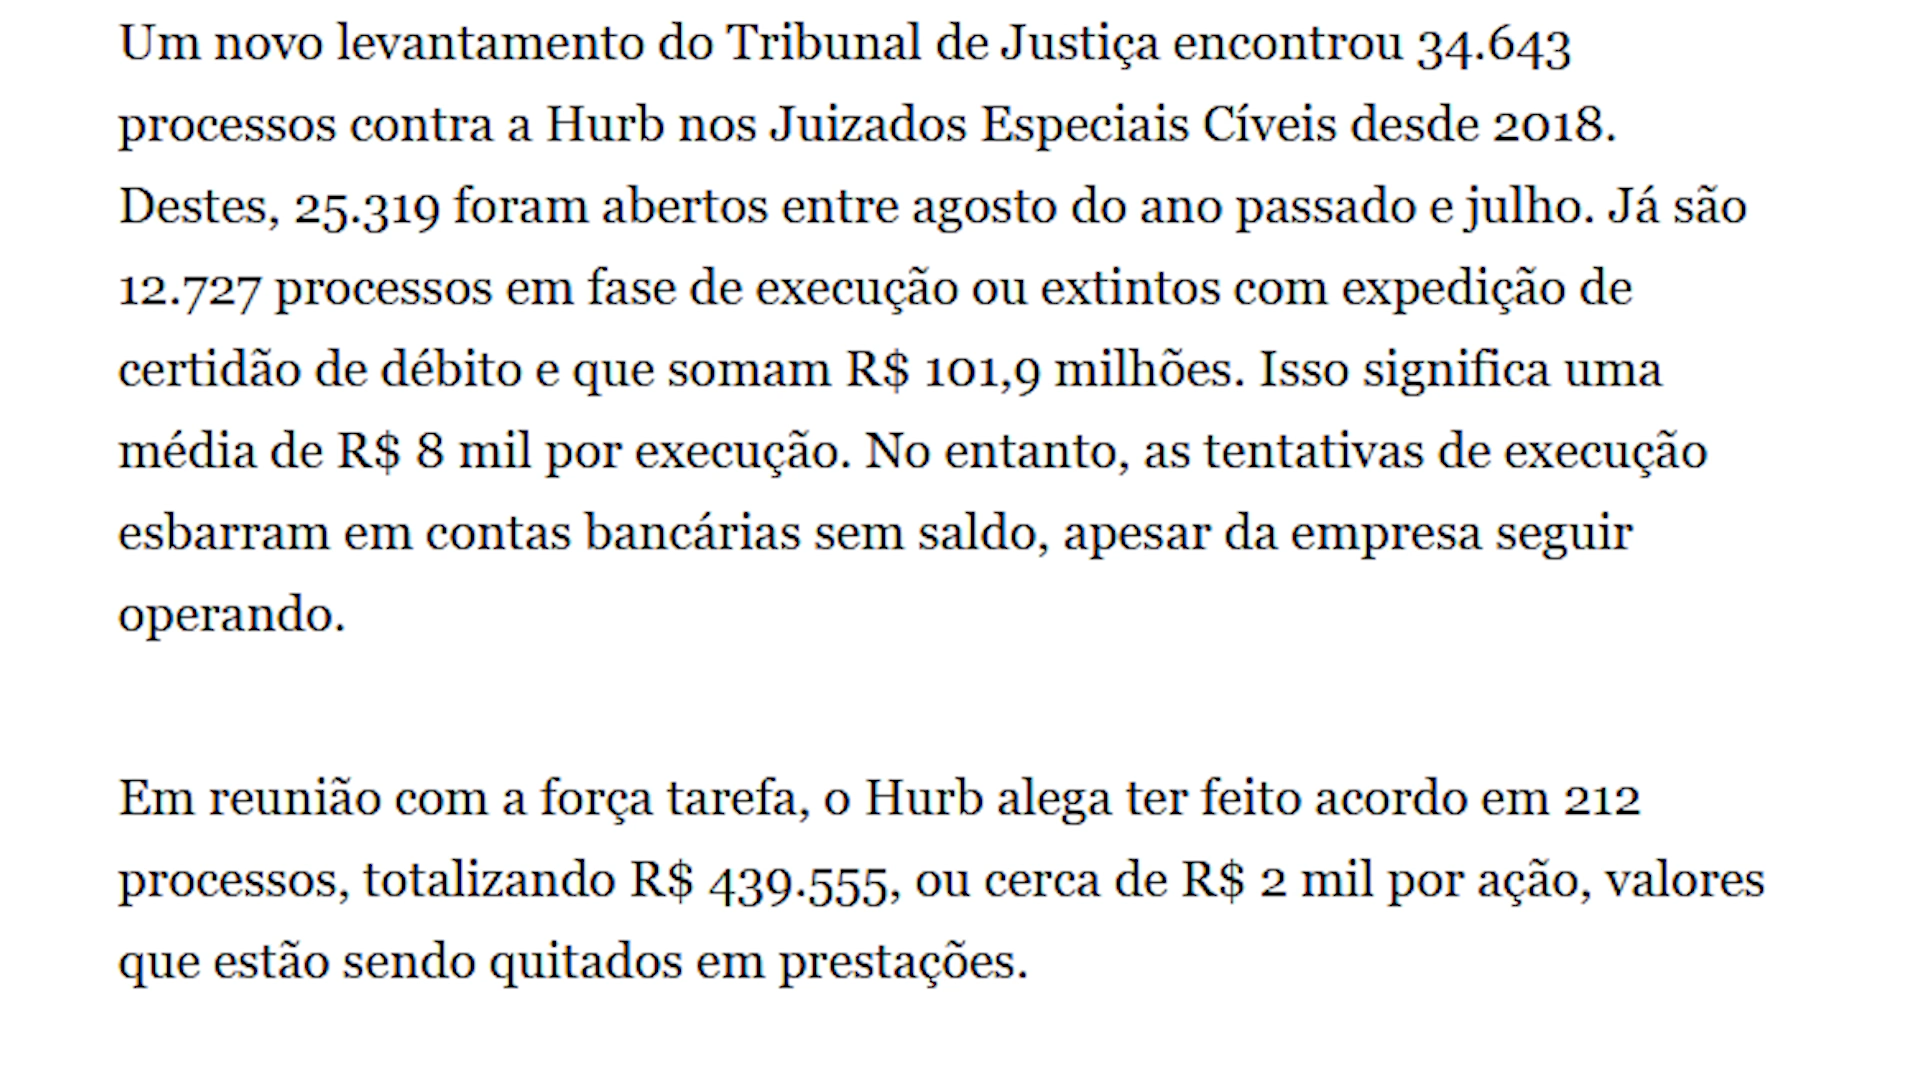 Um novo levantamento do Tribunal de Justiça encontrou 34.643
processos contra a Hurb nos Juizados Especiais Cíveis desde 2018.
Destes, 25.319 foram abertos entre agosto do ano passado e julho. Já são
12.727 processos em fase de execução ou extintos com expedição de
certidão de débito e que somam R$ 101,9 milhões. Isso significa uma
média de R$ 8 mil por execução. No entanto, as tentativas de execução
esbarram em contas bancárias sem saldo, apesar da empresa seguir
operando.
Em reunião com a força tarefa, o Hurb alega ter feito acordo em 212
processos, totalizando R$ 439.555, ou cerca de R$ 2 mil por ação, valores
que estão sendo quitados em prestações.